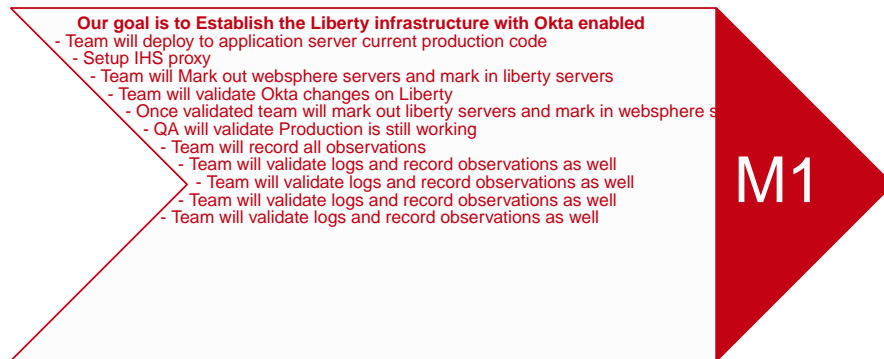 Our goal is to Establish the Liberty infrastructure with Okta enabled
- Team will deploy to application server current production code
- Setup IHS proxy
- Team will Mark out websphere servers and mark in liberty servers
- Team will validate Okta changes on Liberty
- Once validated team will mark out liberty servers and mark in websphere s
- QA will validate Production is still working
- Team will record all observations
- Team will validate logs and record observations as well
- Team will validate logs and record observations as well
- Team will validate logs and record observations as well
- Team will validate logs and record observations as well
M1